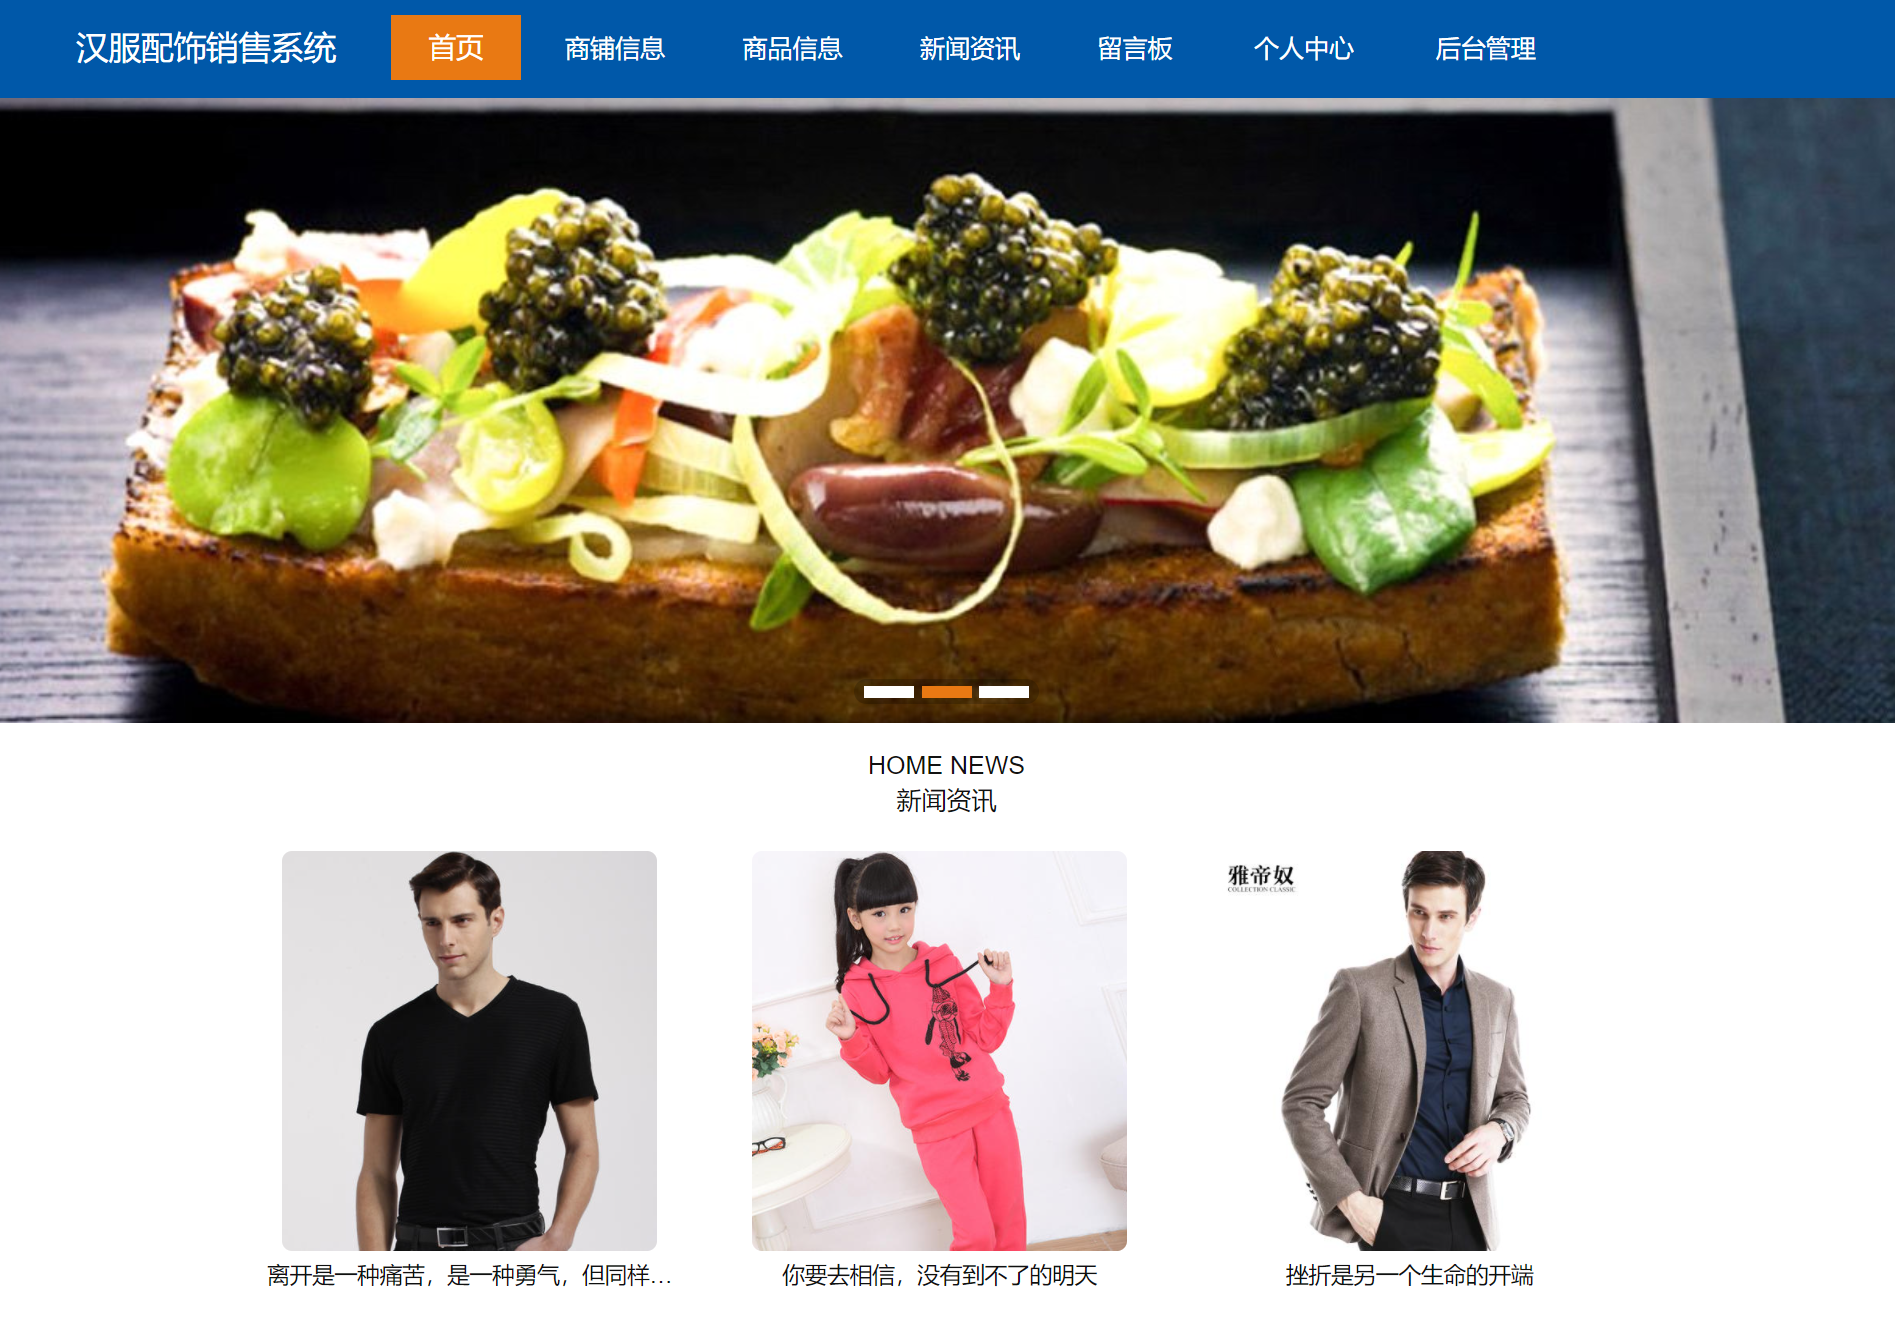 汉服配饰销售系统
首页
商铺信息
商品信息
新闻资讯
留言板
个人中心
后台管理
HOME NEWS
新闻资讯
雅帝奴
COLLECTION CLASSIC
离开是一种痛苦，是一种勇气，但同样…
你要去相信，没有到不了的明天
挫折是另一个生命的开端